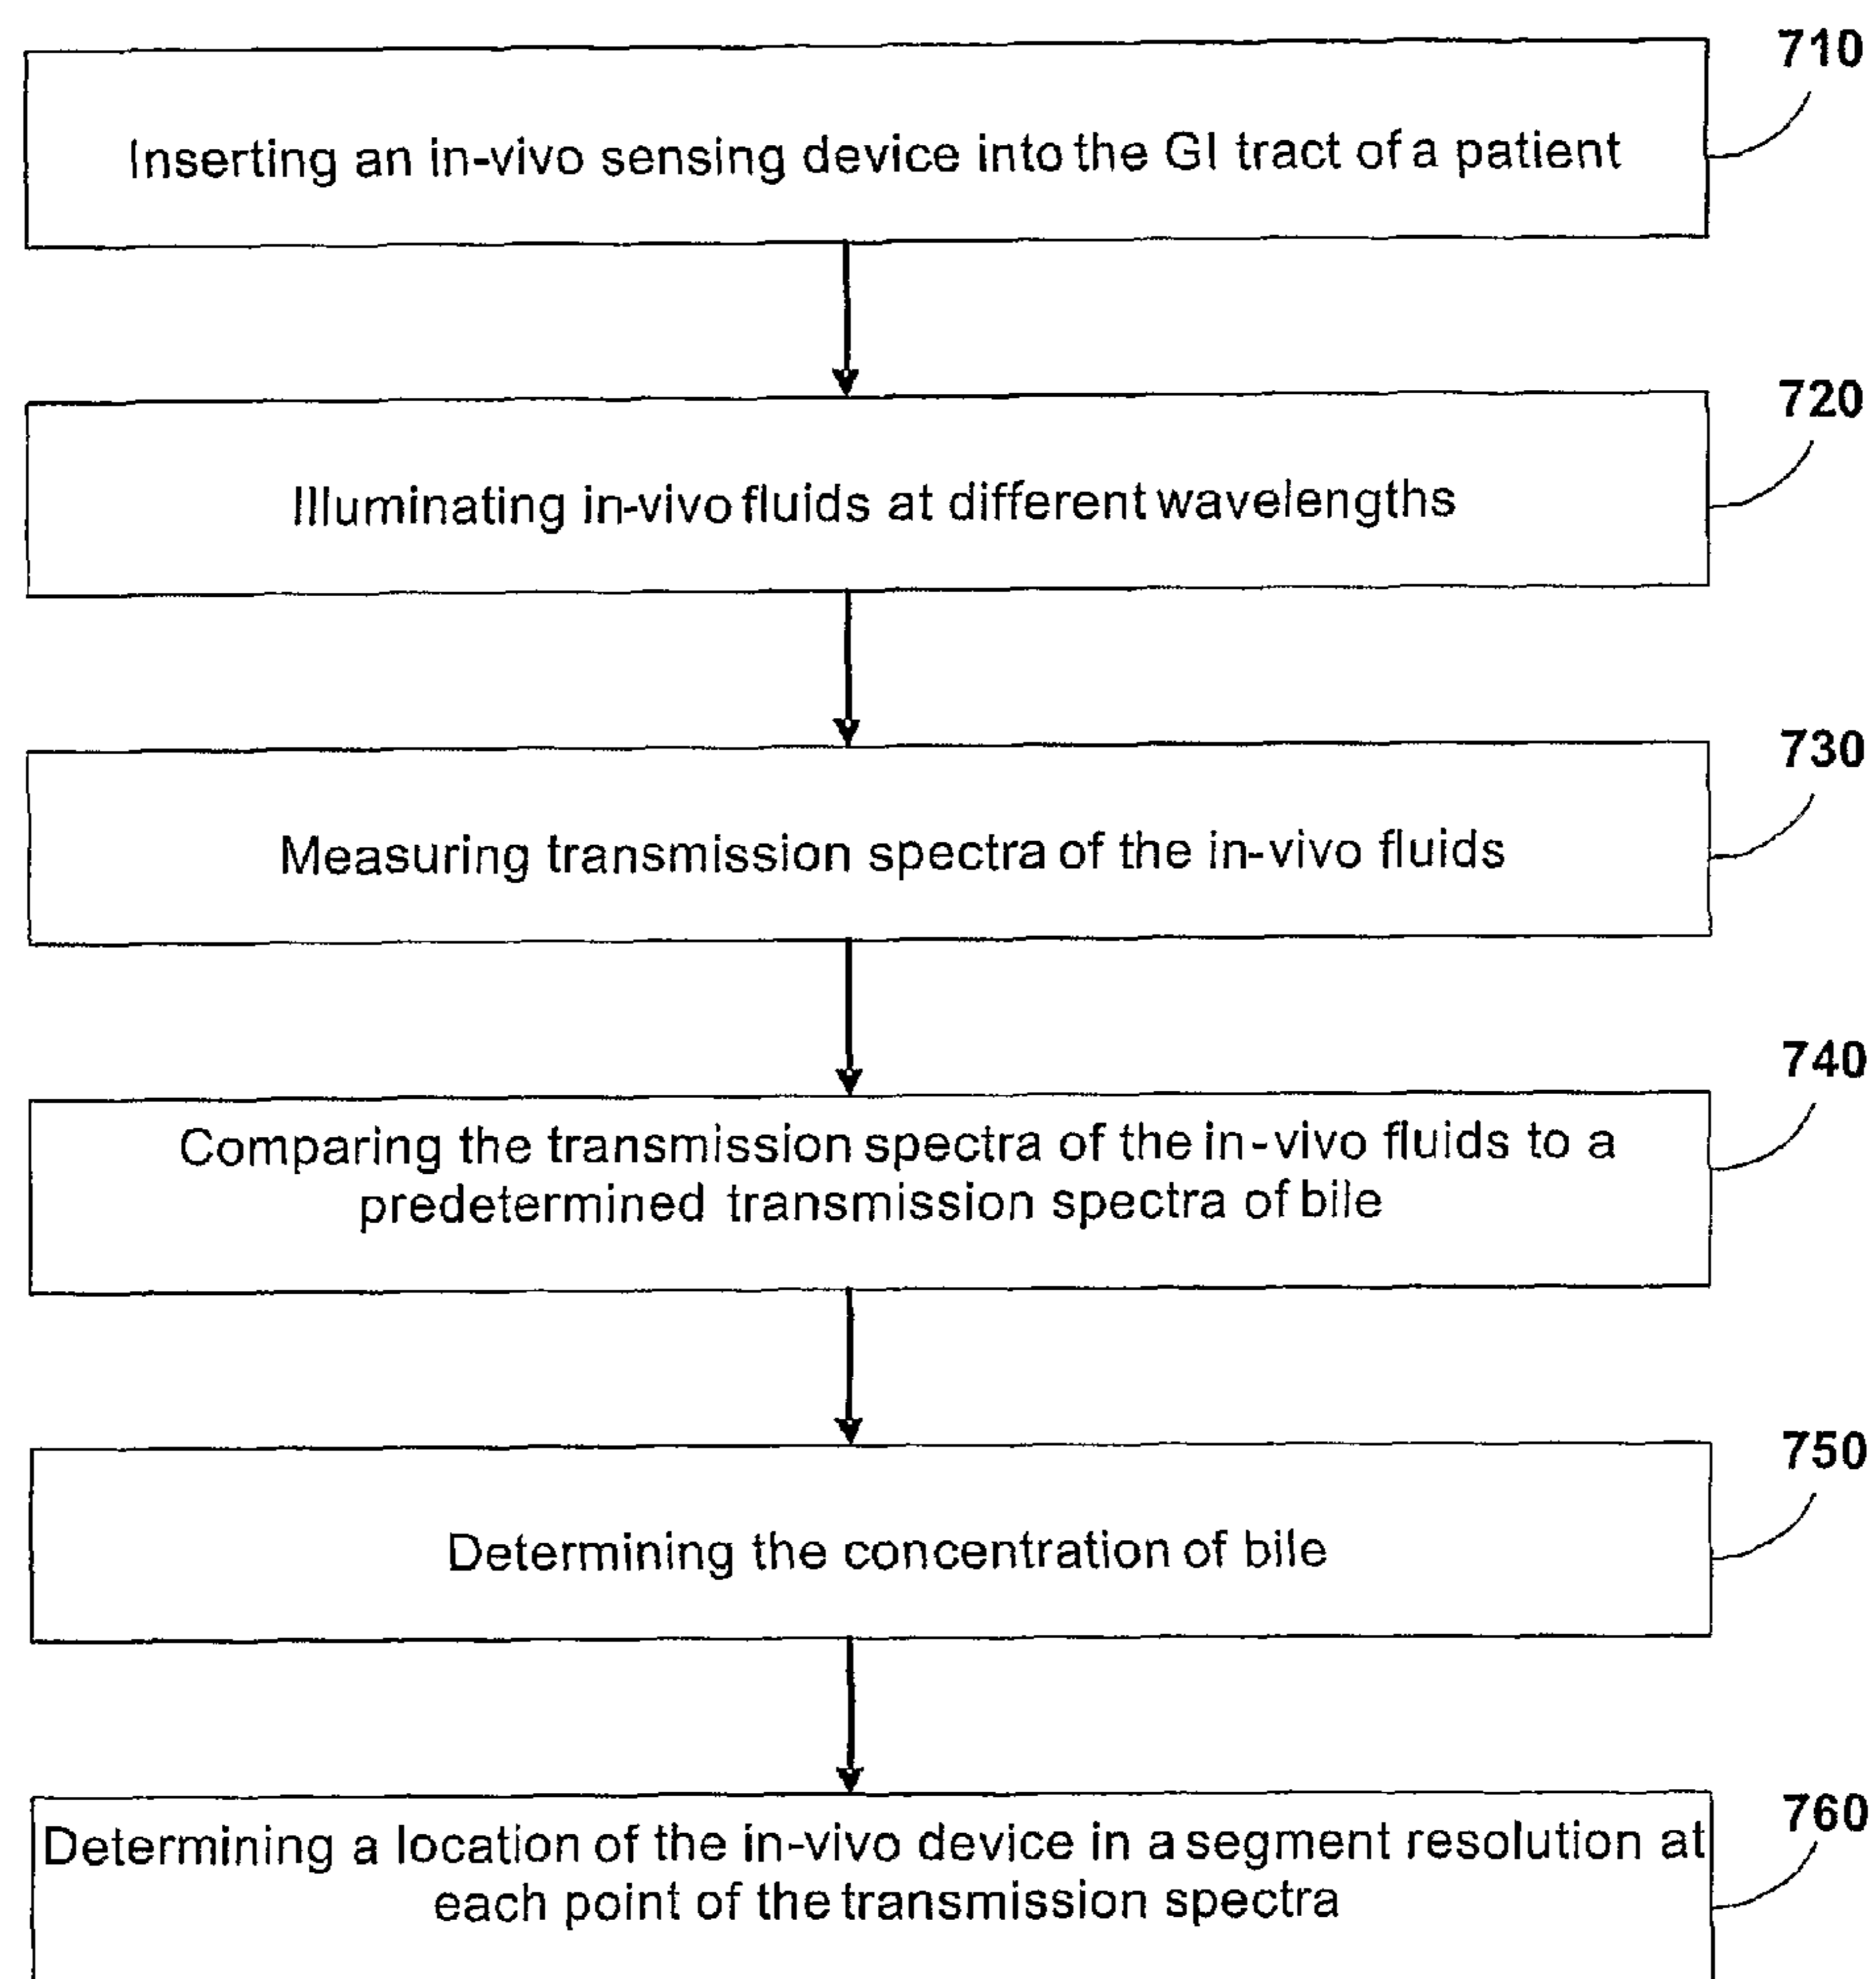 710
Inserting an in-vivo sensing device into the GI tract of a patient
720
Illuminating in-vivo fluids at different wavelengths
730
Measuring transmission spectra of the in-vivo fluids
740
Comparing the transmission spectra of the in-vivo fluids to a
predetermined transmission spectra of bile
750
Determining the concentration of bile
760
Determining a location of the in-vivo device in a segment resolution at
each point of the transmission spectra